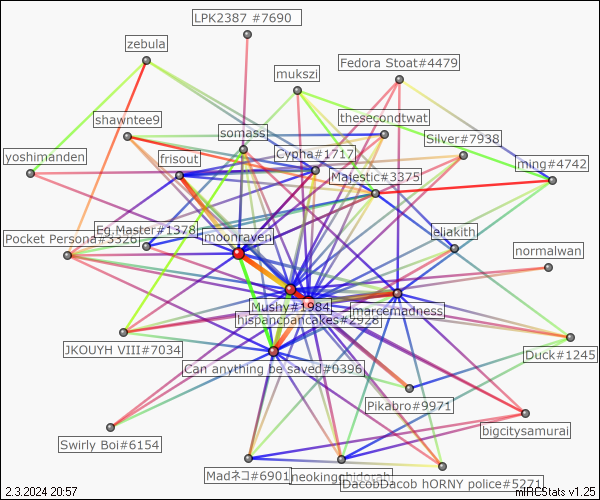 LPK2387 #7690
zebula
Fedora Stoat#4479
mukszi
shawntee9
thesecondtwat
somass
Silver#7938
yoshimanden
frisout
Cypha#1717
ming#4742
Majestic#3375
Eg.Master#1378
moonraven
eliakith
Pocket Persona#3326
normalwan
Mushy#1984
marcemadness
hispancpancakes#2928
JKOUYH VIII#7034
Duck#1245
Can anything be saved#0396
Pikabro#9971
bigcitysamurai
Swirly Boi#6154
Madネコ#6901
neokingghidorah
DacobDacob hORNY police#5271
2.3.2024 20:57
mIRCStats v1.25